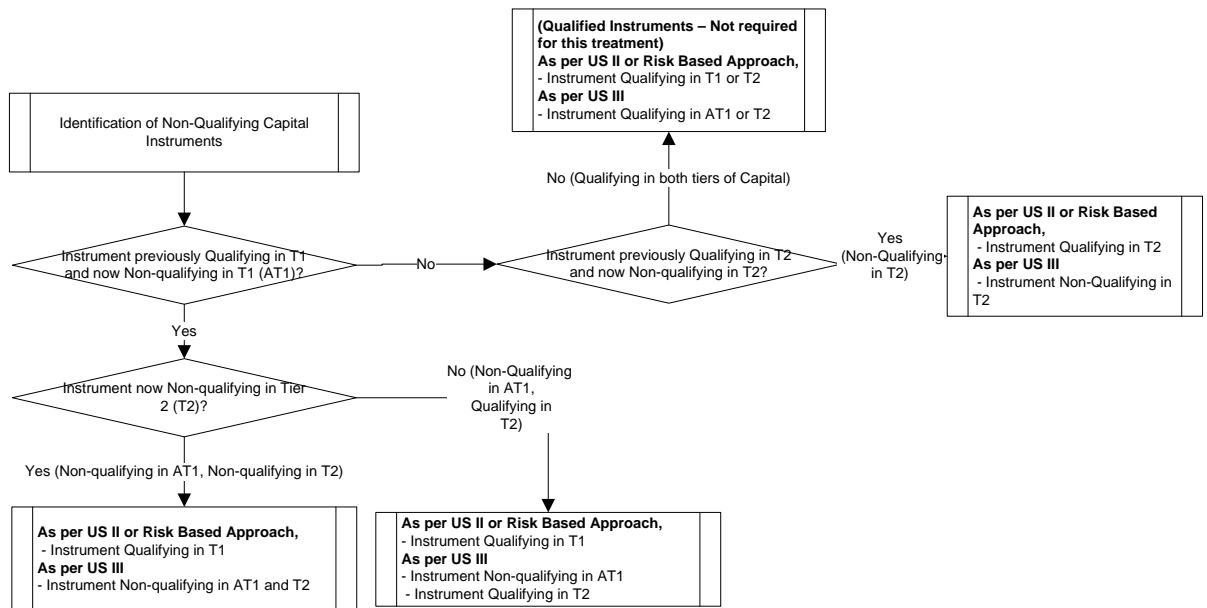 (Qualified Instruments – Not required
for this treatment)
As per US II or Risk Based Approach,
- Instrument Qualifying in T1 or T2
As per US III
- Instrument Qualifying in AT1 or T2
Identification of Non-Qualifying Capital
Instruments
No (Qualifying in both tiers of Capital)
Instrument previously Qualifying in T1
and now Non-qualifying in T1 (AT1)?
No
Instrument previously Qualifying in T2
and now Non-qualifying in T2?
Yes
(Non-Qualifying
in T2)
As per US II or Risk Based
Approach,
- Instrument Qualifying in T2
As per US III
- Instrument Non-Qualifying in
T2
Yes
Instrument now Non-qualifying in Tier
2 (T2)?
No (Non-Qualifying
in AT1,
Qualifying in
T2)
Yes (Non-qualifying in AT1, Non-qualifying in T2)
As per US II or Risk Based Approach,
- Instrument Qualifying in T1
As per US III
- Instrument Non-qualifying in AT1 and T2
As per US II or Risk Based Approach,
- Instrument Qualifying in T1
As per US III
- Instrument Non-qualifying in AT1
- Instrument Qualifying in T2